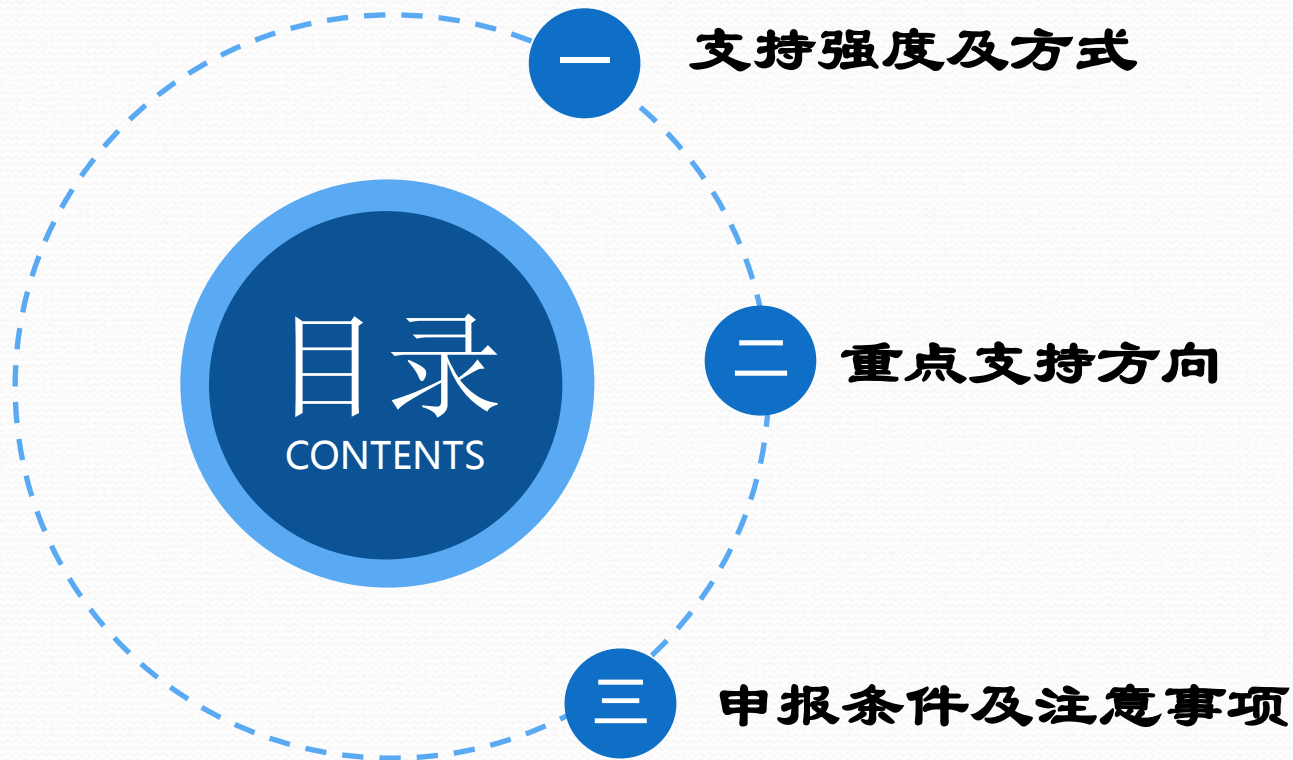 一
支持强度及方式
目录
CONTENTS
二
重点支持方向
三
申报条件及注意事项